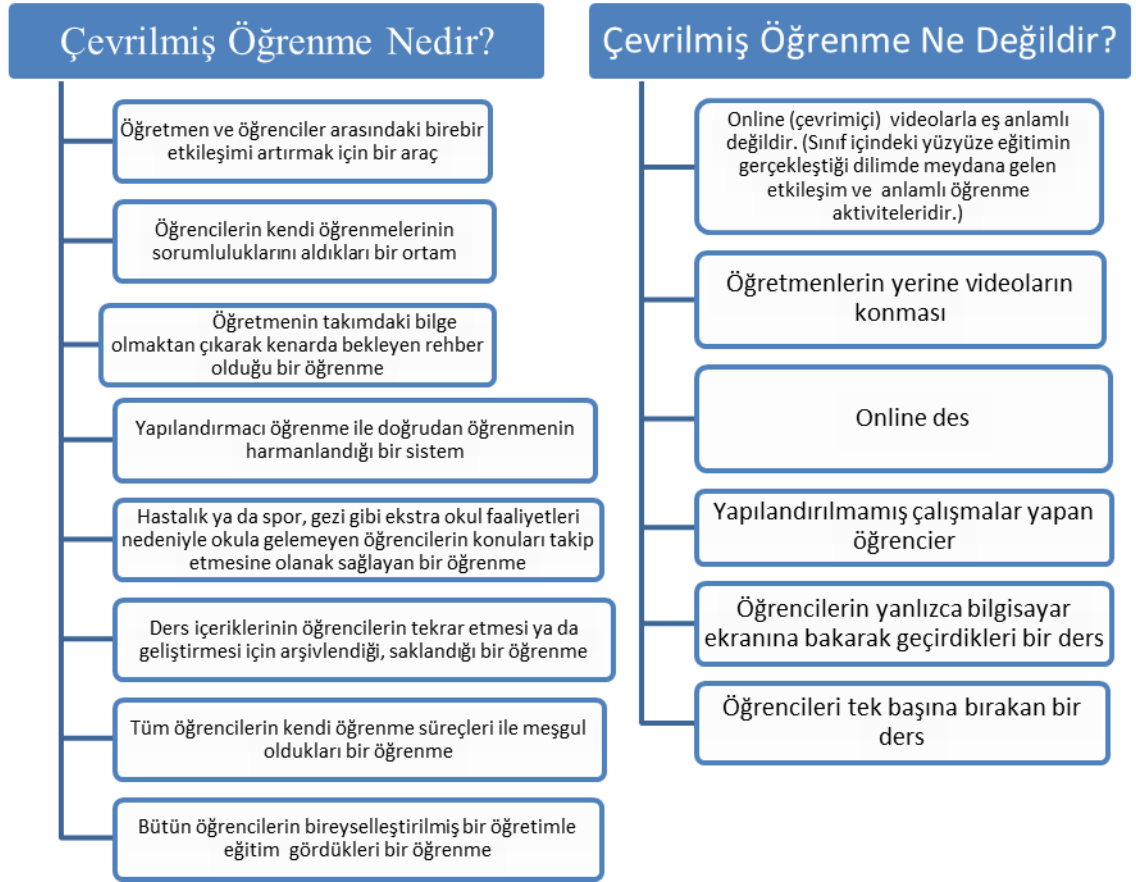 Çevrilmiş Öğrenme Nedir?
Öğretmen ve öğrenciler arasındaki birebir
etkileşimi artırmak için bir araç
Öğrencilerin kendi öğrenmelerinin
sorumluluklarını aldıkları bir ortam
Öğretmenin takımdaki bilge
olmaktan çıkarak kenarda bekleyen rehber
olduğu bir öğrenme
Yapılandırmacı öğrenme ile doğrudan öğrenmenin
harmanlandığı bir sistem
Hastalık ya da spor, gezi gibi ekstra okul faaliyetleri
nedeniyle okula gelemeyen öğrencilerin konuları takip
etmesine olanak sağlayan bir öğrenme
Ders içeriklerinin öğrencilerin tekrar etmesi ya da
geliştirmesi için arşivlendiği, saklandığı bir öğrenme
Tüm öğrencilerin kendi öğrenme süreçleri ile meşgul
oldukları bir öğrenme
Bütün öğrencilerin bireyselleştirilmiş bir öğretimle
eğitim gördükleri bir öğrenme
Çevrilmiş Öğrenme Ne Değildir?
Online (çevrimiçi) videolarla eş anlamlı
değildir. (Sınıf içindeki yüzyüze eğitimin
gerçekleştiği dilimde meydana gelen
etkileşim ve anlamlı öğrenme
aktiviteleridir.)
Öğretmenlerin yerine videoların
konması
Online des
Yapılandırılmamış çalışmalar yapan
öğrencier
Öğrencilerin yanlızca bilgisayar
ekranına bakarak geçirdikleri bir ders
Öğrencileri tek başına bırakan bir
ders